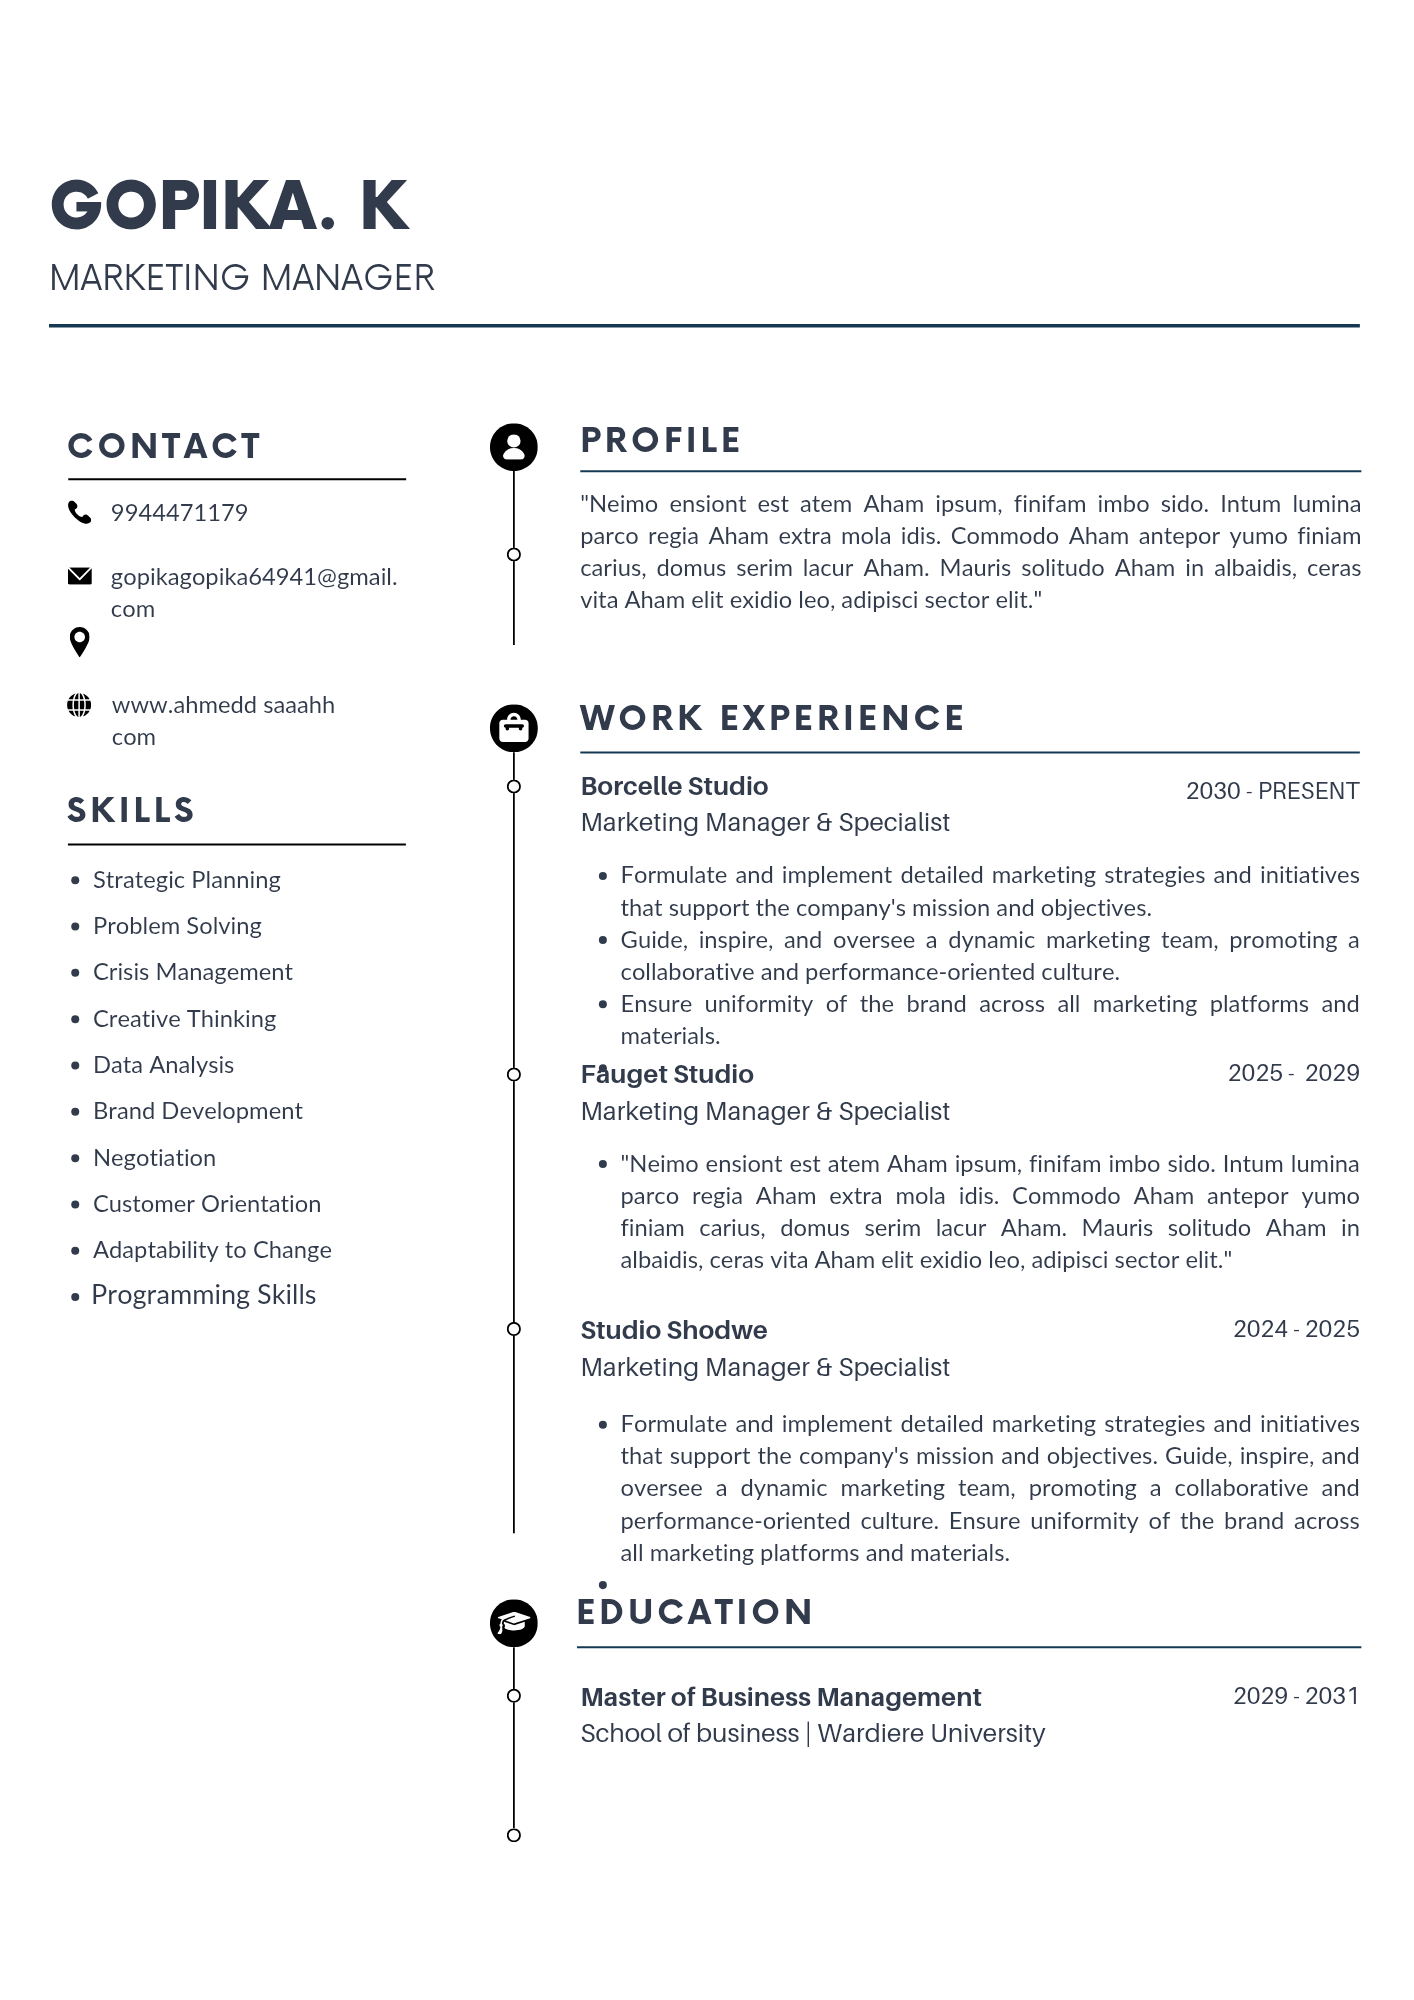 GOPIKA. K
MARKETING MANAGER
CONTACT
9944471179
gopikagopika64941@gmail.
com
www.ahmedd saaahh
com
SKILLS
• Strategic Planning
• Problem Solving
• Crisis Management
• Creative Thinking
• Data Analysis
• Brand Development
• Negotiation
• Customer Orientation
• Adaptability to Change
• Programming Skills
PROFILE
"Neimo ensiont est atem Aham ipsum, finifam imbo sido. Intum lumina
parco regia Aham extra mola idis. Commodo Aham antepor yumo finiam
carius, domus serim lacur Aham. Mauris solitudo Aham in albaidis, ceras
vita Aham elit exidio leo, adipisci sector elit."
WORK EXPERIENCE
Borcelle Studio
2030 - PRESENT
Marketing Manager & Specialist
• Formulate and implement detailed marketing strategies and initiatives
that support the company's mission and objectives.
• Guide, inspire, and oversee a dynamic marketing team, promoting a
collaborative and performance-oriented culture.
• Ensure uniformity of the brand across all marketing platforms and
materials.
Fauget Studio
2025 - 2029
Marketing Manager & Specialist
• "Neimo ensiont est atem Aham ipsum, finifam imbo sido. Intum lumina
parco regia Aham extra mola idis. Commodo Aham antepor yumo
finiam carius, domus serim lacur Aham. Mauris solitudo Aham in
albaidis, ceras vita Aham elit exidio leo, adipisci sector elit."
Studio Shodwe
2024 - 2025
Marketing Manager & Specialist
• Formulate and implement detailed marketing strategies and initiatives
that support the company's mission and objectives. Guide, inspire, and
oversee a dynamic marketing team, promoting a collaborative and
performance-oriented culture. Ensure uniformity of the brand across
all marketing platforms and materials.
•
EDUCATION
Master of Business Management
2029 - 2031
School of business | Wardiere University